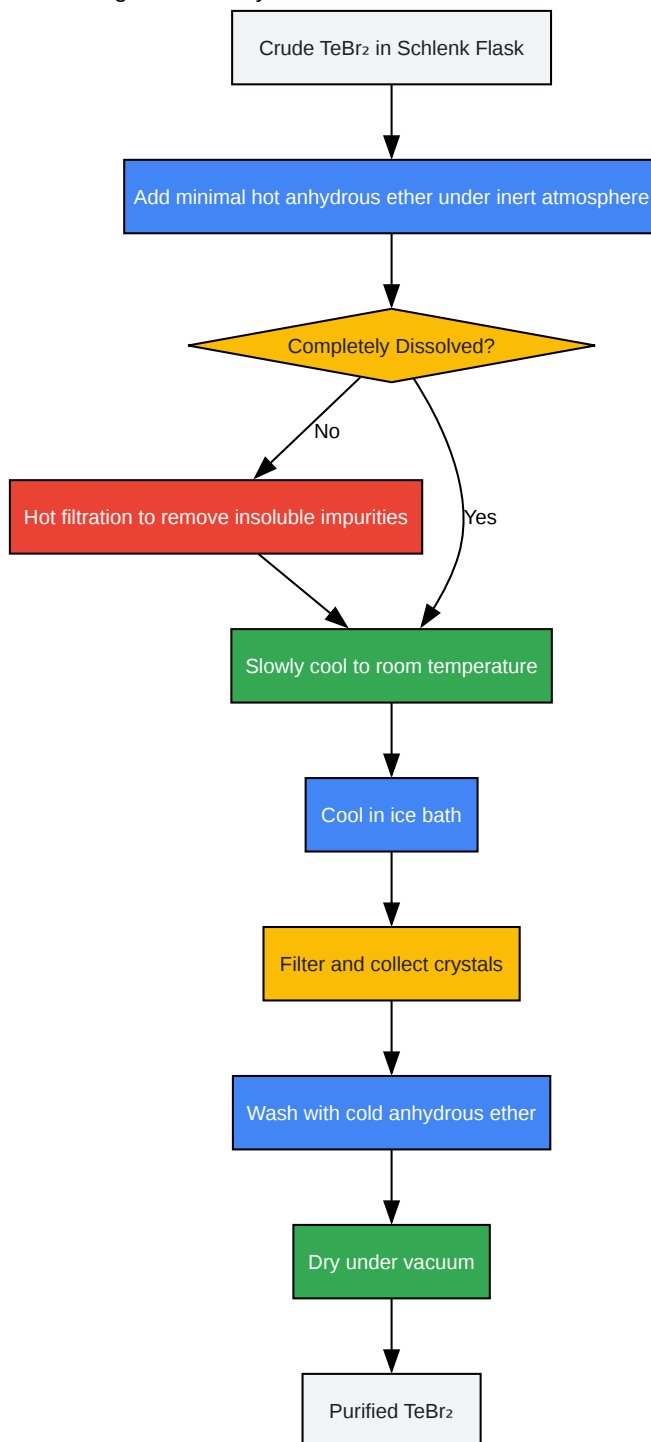 Crude TeBr₂ in Schlenk Flask
Add minimal hot anhydrous ether under inert atmosphere
Completely Dissolved?
No
Hot filtration to remove insoluble impurities
Yes
Slowly cool to room temperature
Cool in ice bath
Filter and collect crystals
Wash with cold anhydrous ether
Dry under vacuum
Purified TeBr₂